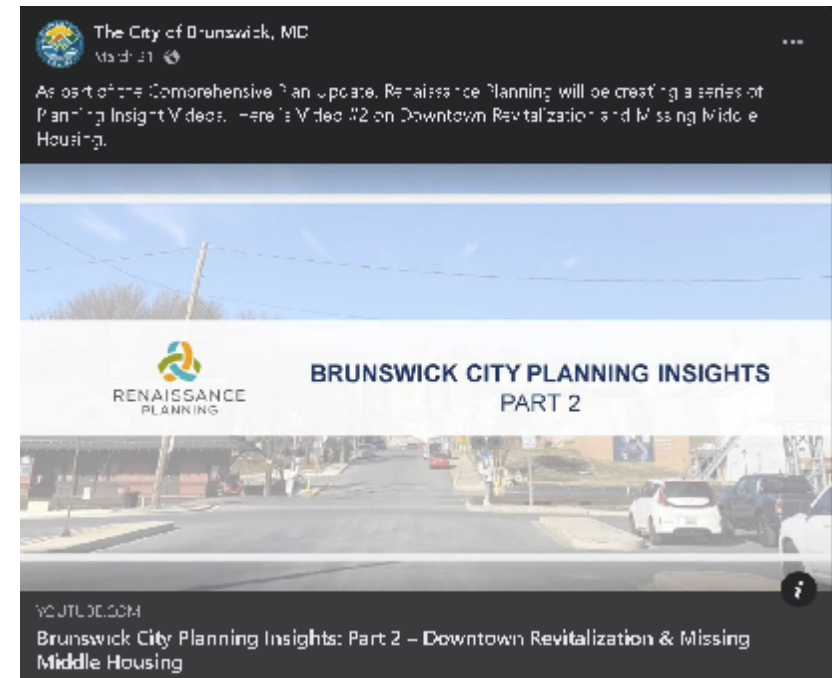 The City of Brunswick, MD
March 21
As part of the Comprehensive Plan Update, Renaissance Planning will be creating a series of
Planning Insight Videos. Here is Video #2 on Downtown Revitalization and Missing Middle
Housing.
RENAISSANCE
PLANNING
BRUNSWICK CITY PLANNING INSIGHTS
PART 2
YOUTUBE.COM
Brunswick City Planning Insights: Part 2 – Downtown Revitalization & Missing
Middle Housing